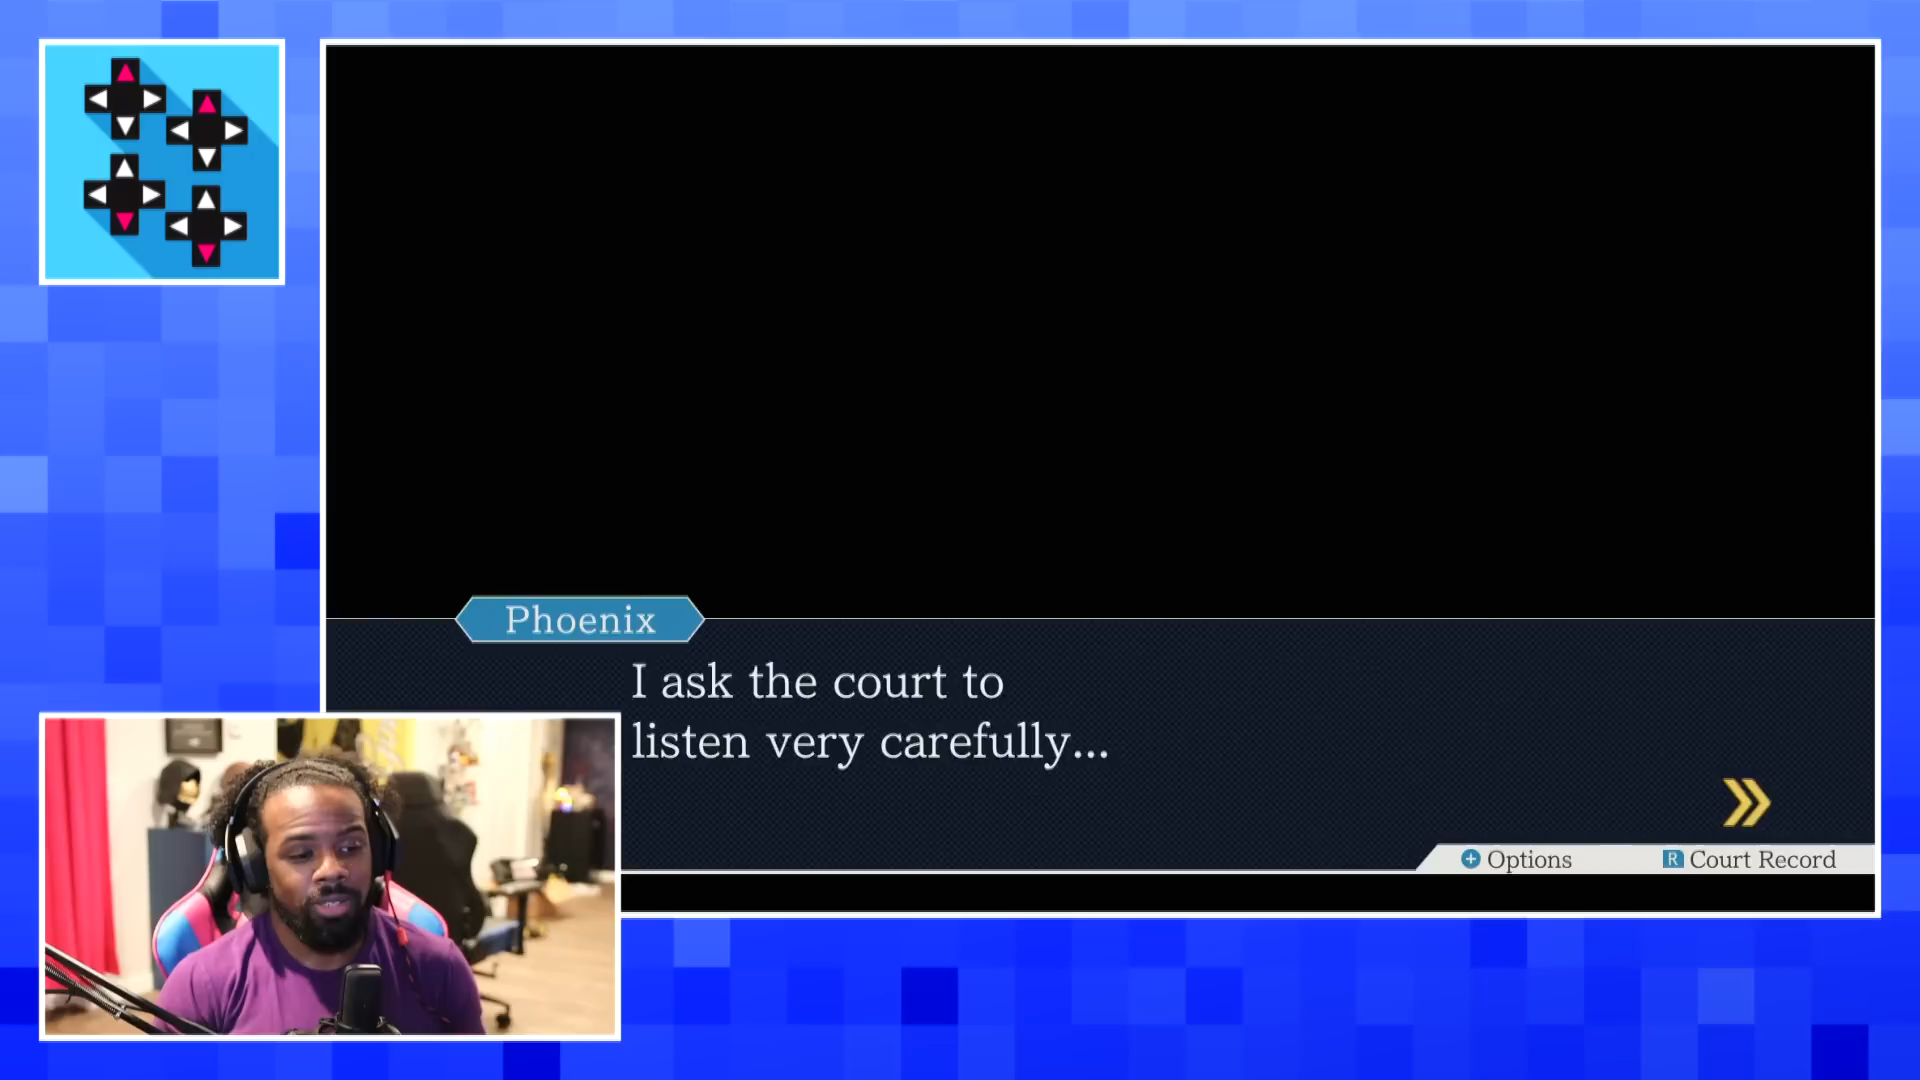 Phoenix
I ask the court to
listen very carefully...
+ Options
R Court Record